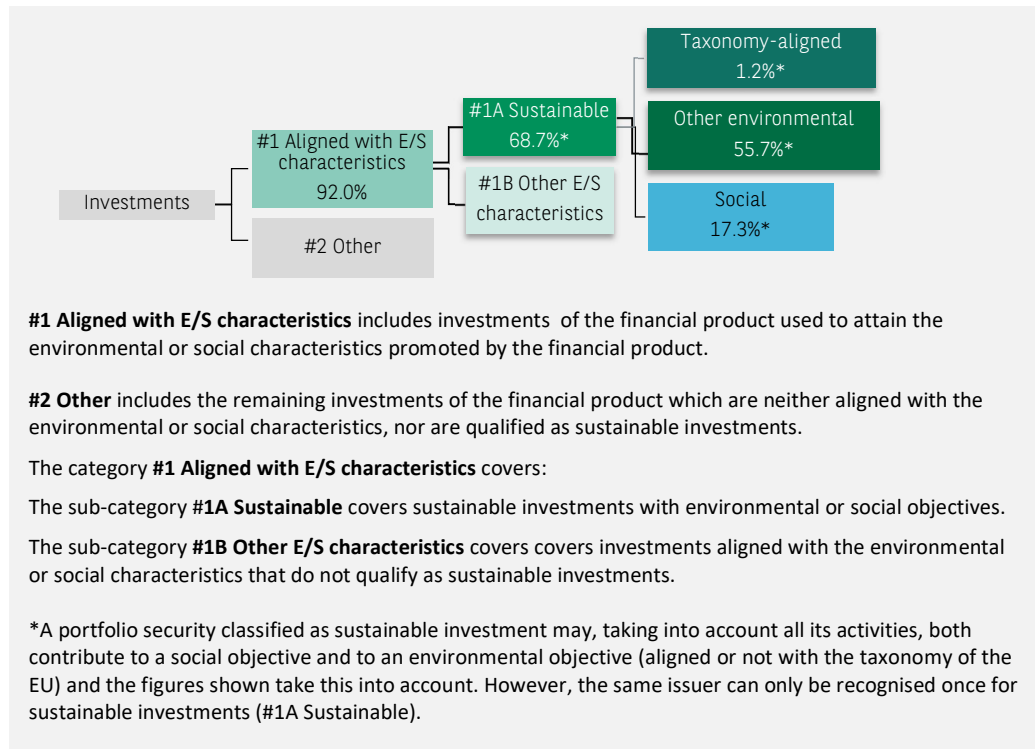 Investments
#1 Aligned with E/S
characteristics
92.0%
#2 Other
#1A Sustainable
68.7%*
#1B Other E/S
characteristics
Taxonomy-aligned
1.2%*
Other environmental
55.7%*
Social
17.3%*
#1 Aligned with E/S characteristics includes investments of the financial product used to attain the
environmental or social characteristics promoted by the financial product.
#2 Other includes the remaining investments of the financial product which are neither aligned with the
environmental or social characteristics, nor are qualified as sustainable investments.
The category #1 Aligned with E/S characteristics covers:
The sub-category #1A Sustainable covers sustainable investments with environmental or social objectives.
The sub-category #1B Other E/S characteristics covers covers investments aligned with the environmental
or social characteristics that do not qualify as sustainable investments.
*A portfolio security classified as sustainable investment may, taking into account all its activities, both
contribute to a social objective and to an environmental objective (aligned or not with the taxonomy of the
EU) and the figures shown take this into account. However, the same issuer can only be recognised once for
sustainable investments (#1A Sustainable).